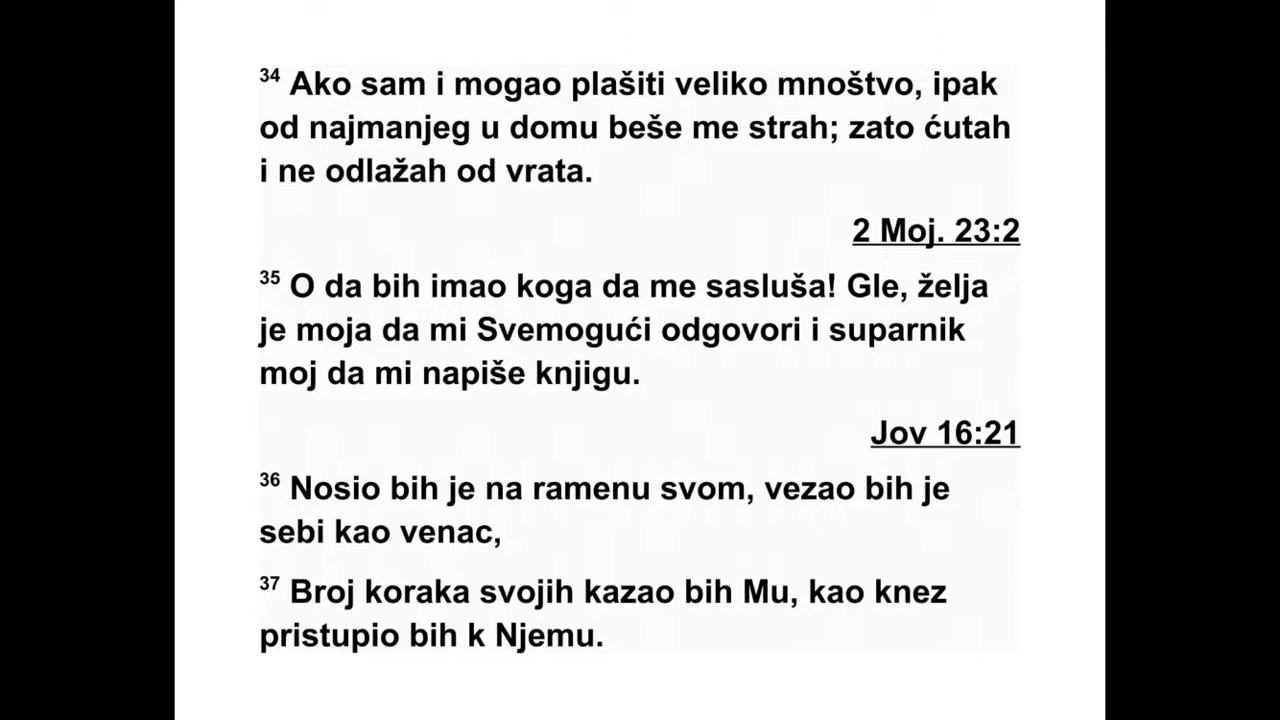 34 Ako sam i mogao plašiti veliko mnoštvo, ipak
od najmanjeg u domu beše me strah; zato ćutah
i ne odlažah od vrata.
2 Moj. 23:2
35 O da bih imao koga da me sasluša! Gle, želja
je moja da mi Svemogući odgovori i suparnik
moj da mi napiše knjigu.
Jov 16:21
36 Nosio bih je na ramenu svom, vezao bih je
sebi kao venac,
37 Broj koraka svojih kazao bih Mu, kao knez
pristupio bih k Njemu.